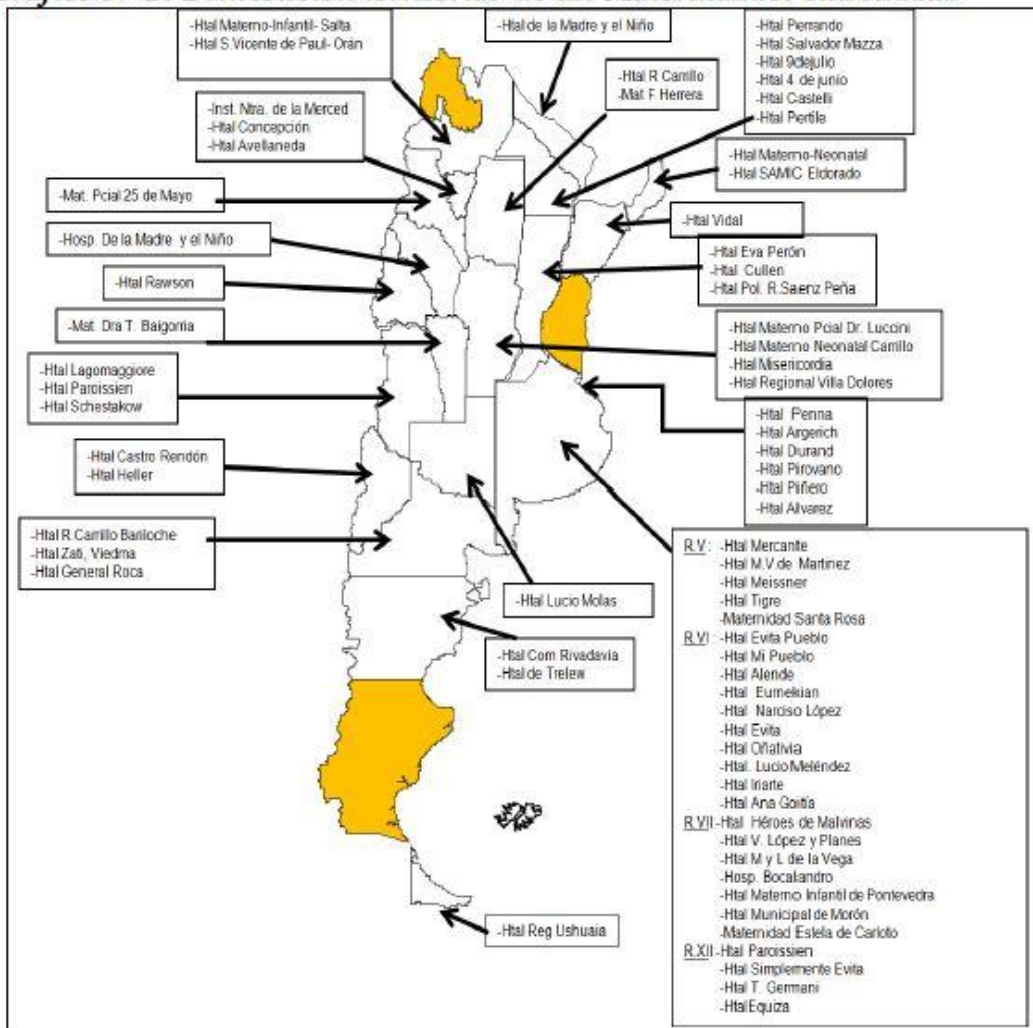 -Htal Materno-Infantil- Salta
-Htal S.Vicente de Paul- Orán
-Htal de la Madre y el Niño
-Htal Perrando
-Htal Salvador Mazza
-Htal 9dejulio
-Htal 4 de junio
-Htal Castelli
-Htal Pertile
-Htal R Carrillo
-Mat F Herrera
-Inst. Ntra. de la Merced
-Htal Concepción
-Htal Avellaneda
-Htal Materno-Neonatal
-Htal SAMIC Eldorado
-Mat. Pcial 25 de Mayo
-Htal Vidal
-Hosp. De la Madre y el Niño
-Htal Eva Perón
-Htal Cullen
-Htal Pol. R.Saenz Peña
-Htal Rawson
-Mat. Dra T. Baigorria
-Htal Materno Pcial Dr. Luccini
-Htal Materno Neonatal Carrillo
-Htal Misericordia
-Htal Regional Villa Dolores
-Htal Lagomaggiore
-Htal Paroissien
-Htal Schestakow
-Htal Penna
-Htal Argerich
-Htal Durand
-Htal Pirovano
-Htal Piñero
-Htal Alvarez
-Htal Castro Rendón
-Htal Heller
-Htal R Carrillo Bariloche
-Htal Zati, Viedma
-Htal General Roca
R.V: -Htal Mercante
-Htal M.V de Martinez
-Htal Meissner
-Htal Tigre
-Maternidad Santa Rosa
R.VI: -Htal Evita Pueblo
-Htal Mi Pueblo
-Htal Alende
-Htal Eurnekian
-Htal Narciso López
-Htal Evita
-Htal Oñativia
-Htal. Lucio Meléndez
-Htal Iriarte
-Htal Ana Goitía
R.VII-Htal Héroes de Malvinas
-Htal V. López y Planes
-Htal M y L de la Vega
-Hosp. Bocalandro
-Htal Materno Infantil de Pontevedra
-Htal Municipal de Morón
-Maternidad Estela de Carloto
R.XII-Htal Paroissien
-Htal Simplemente Evita
-Htal T. Germani
-HtalEquiza
-Htal Lucio Molas
-Htal Com Rivadavia
-Htal de Trelew
-Htal Reg Ushuaia